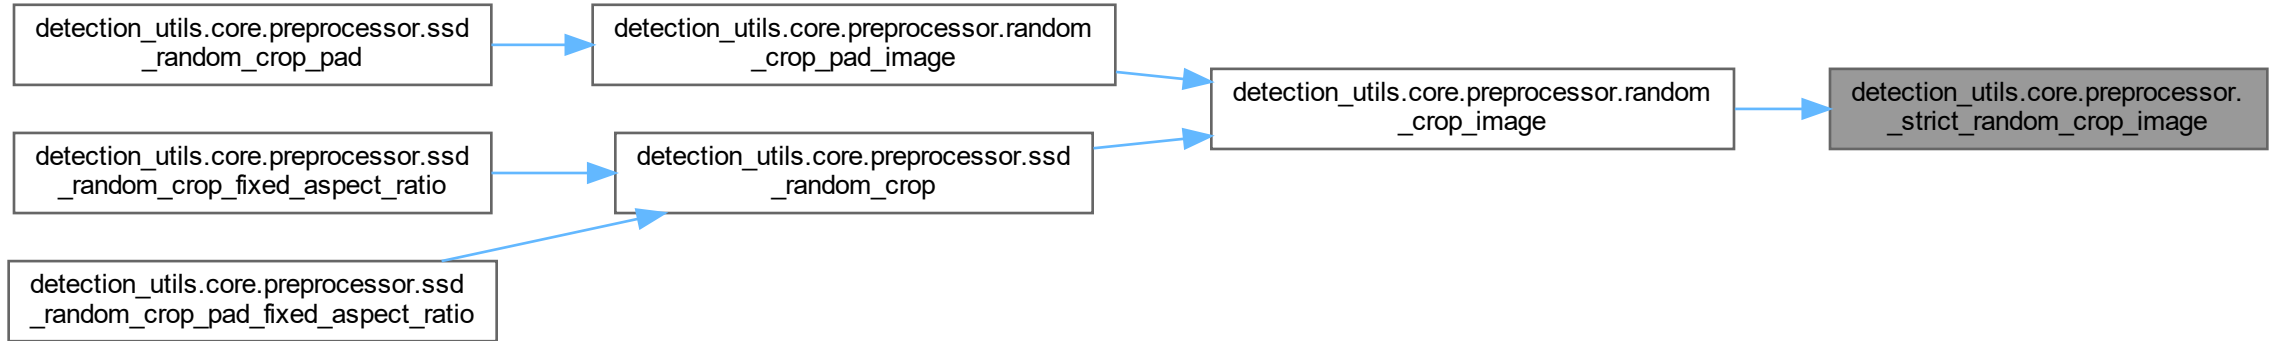 detection_utils.core.preprocessor.ssd
_random_crop_pad
detection_utils.core.preprocessor.random
_crop_pad_image
detection_utils.core.preprocessor.random
_crop_image
detection_utils.core.preprocessor.
_strict_random_crop_image
detection_utils.core.preprocessor.ssd
_random_crop_fixed_aspect_ratio
detection_utils.core.preprocessor.ssd
_random_crop
detection_utils.core.preprocessor.ssd
_random_crop_pad_fixed_aspect_ratio